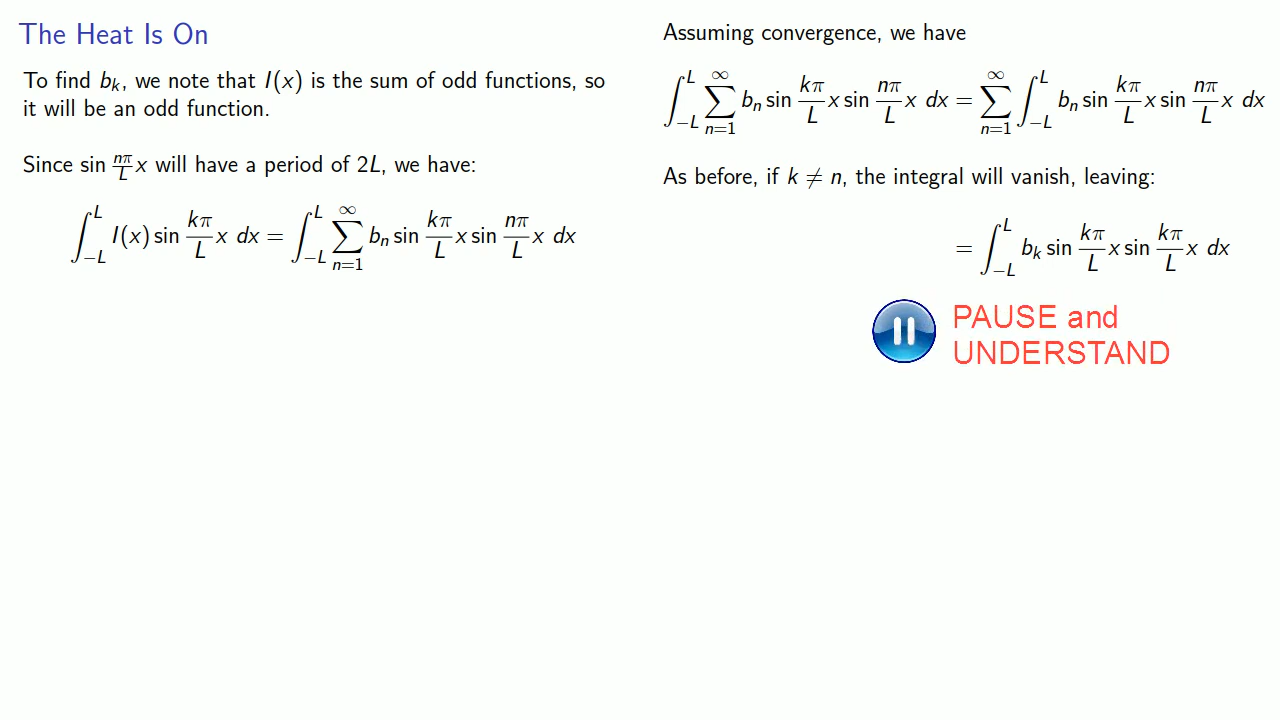 The Heat Is On
To find b_k, we note that I(x) is the sum of odd functions, so
it will be an odd function.
Since sin nπ/L x will have a period of 2L, we have:
∫_{-L}^{L} I(x) sin kπ/L x dx = ∫_{-L}^{L} ∑_{n=1}^{∞} b_n sin kπ/L x sin nπ/L x dx
Assuming convergence, we have
∫_{-L}^{L} ∑_{n=1}^{∞} b_n sin kπ/L x sin nπ/L x dx = ∑_{n=1}^{∞} ∫_{-L}^{L} b_n sin kπ/L x sin nπ/L x dx
As before, if k ≠ n, the integral will vanish, leaving:
= ∫_{-L}^{L} b_k sin kπ/L x sin kπ/L x dx
PAUSE and
UNDERSTAND